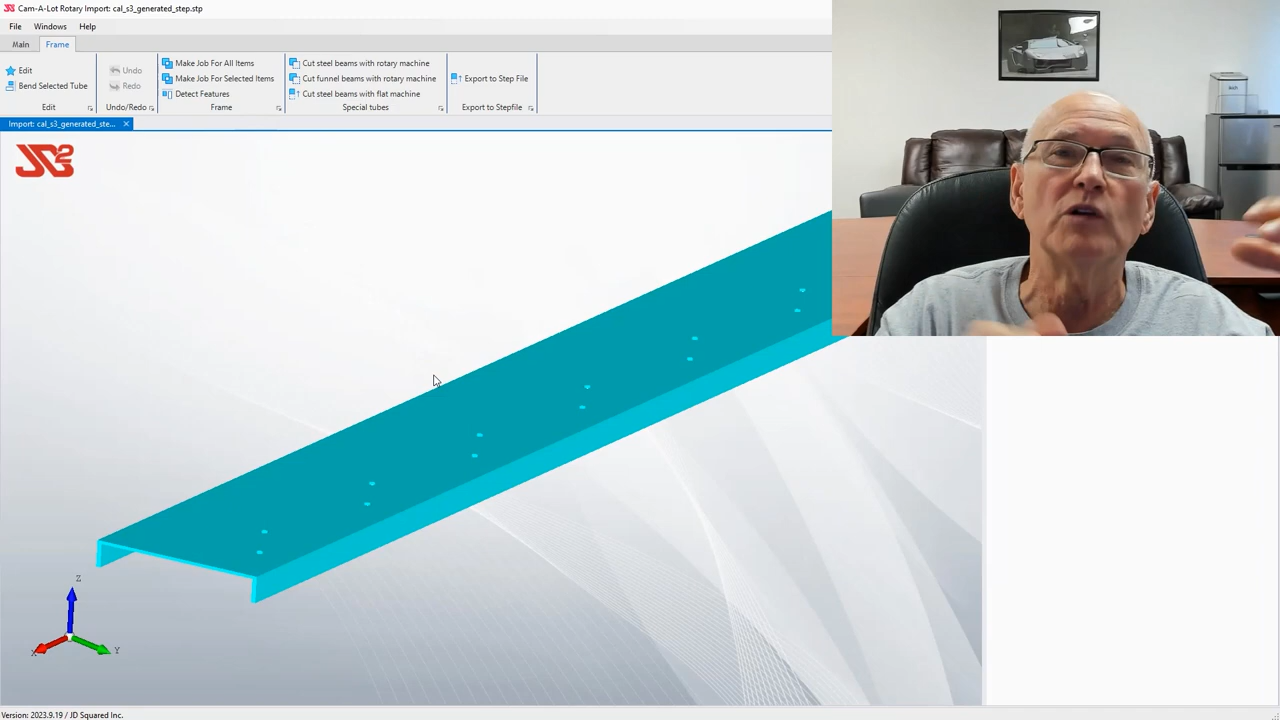 Cam-A-Lot Rotary Import: cal_s3_generated_step.stp
File Windows Help
Main Frame
Edit
Bend Selected Tube
Edit
Undo
Redo
Undo/Redo
Make Job For All Items
Make Job For Selected Items
Detect Features
Frame
Cut steel beams with rotary machine
Cut funnel beams with rotary machine
Cut steel beams with flat machine
Special tubes
Export to Step File
Export to Stepfile
Import: cal_s3_generated_ste...
JD2
Z
X
Y
Version: 2023.9.19 / JD Squared Inc.